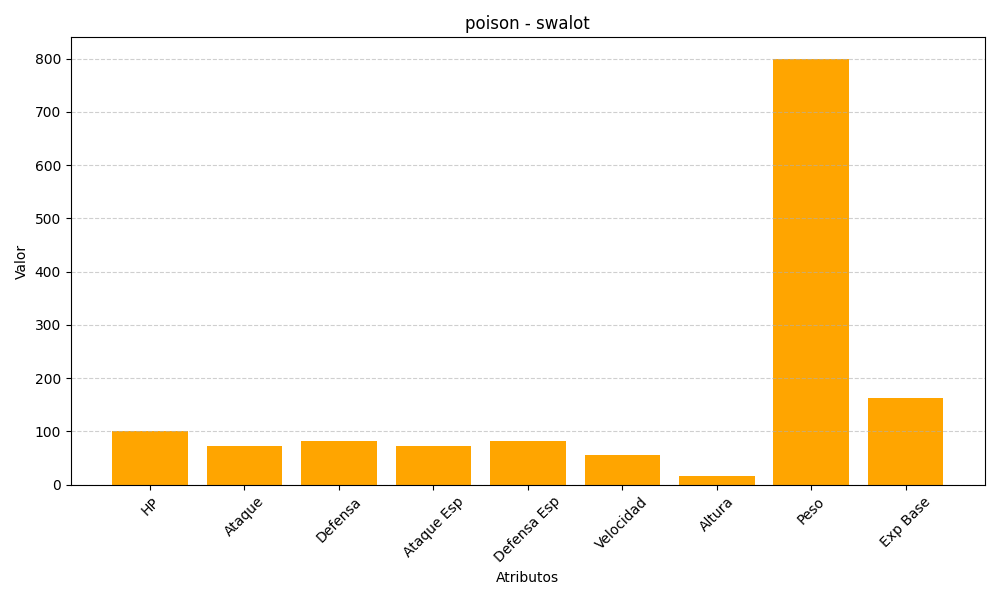 poison - swalot
Valor
800
700
600
500
400
300
200
100
0
HP
Ataque
Defensa
Ataque Esp
Defensa Esp
Velocidad
Altura
Peso
Exp Base
Atributos